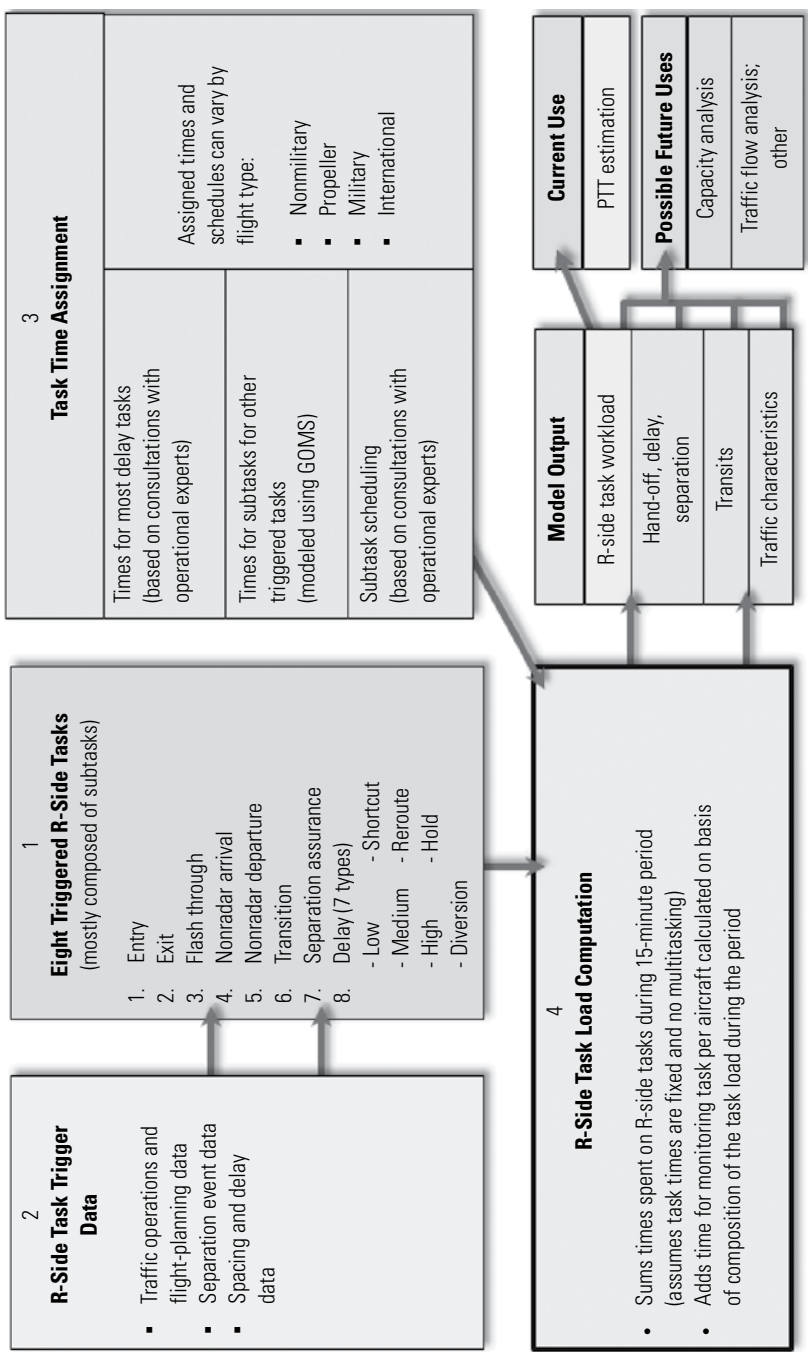 2
R-Side Task Trigger
Data
▪ Traffic operations and
flight-planning data
▪ Separation event data
▪ Spacing and delay
data
1
Eight Triggered R-Side Tasks
(mostly composed of subtasks)
1. Entry
2. Exit
3. Flash through
4. Nonradar arrival
5. Nonradar departure
6. Transition
7. Separation assurance
8. Delay (7 types)
- Low - Shortcut
- Medium - Reroute
- High - Hold
- Diversion
3
Task Time Assignment
Times for most delay tasks
(based on consultations with
operational experts)
Times for subtasks for other
triggered tasks
(modeled using GOMS)
Subtask scheduling
(based on consultations with
operational experts)
Assigned times and
schedules can vary by
flight type:
▪ Nonmilitary
▪ Propeller
▪ Military
▪ International
4
R-Side Task Load Computation
• Sums times spent on R-side tasks during 15-minute period
(assumes task times are fixed and no multitasking)
• Adds time for monitoring task per aircraft calculated on basis
of composition of the task load during the period
Model Output
R-side task workload
Hand-off, delay,
separation
Transits
Traffic characteristics
Current Use
PTT estimation
Possible Future Uses
Capacity analysis
Traffic flow analysis;
other